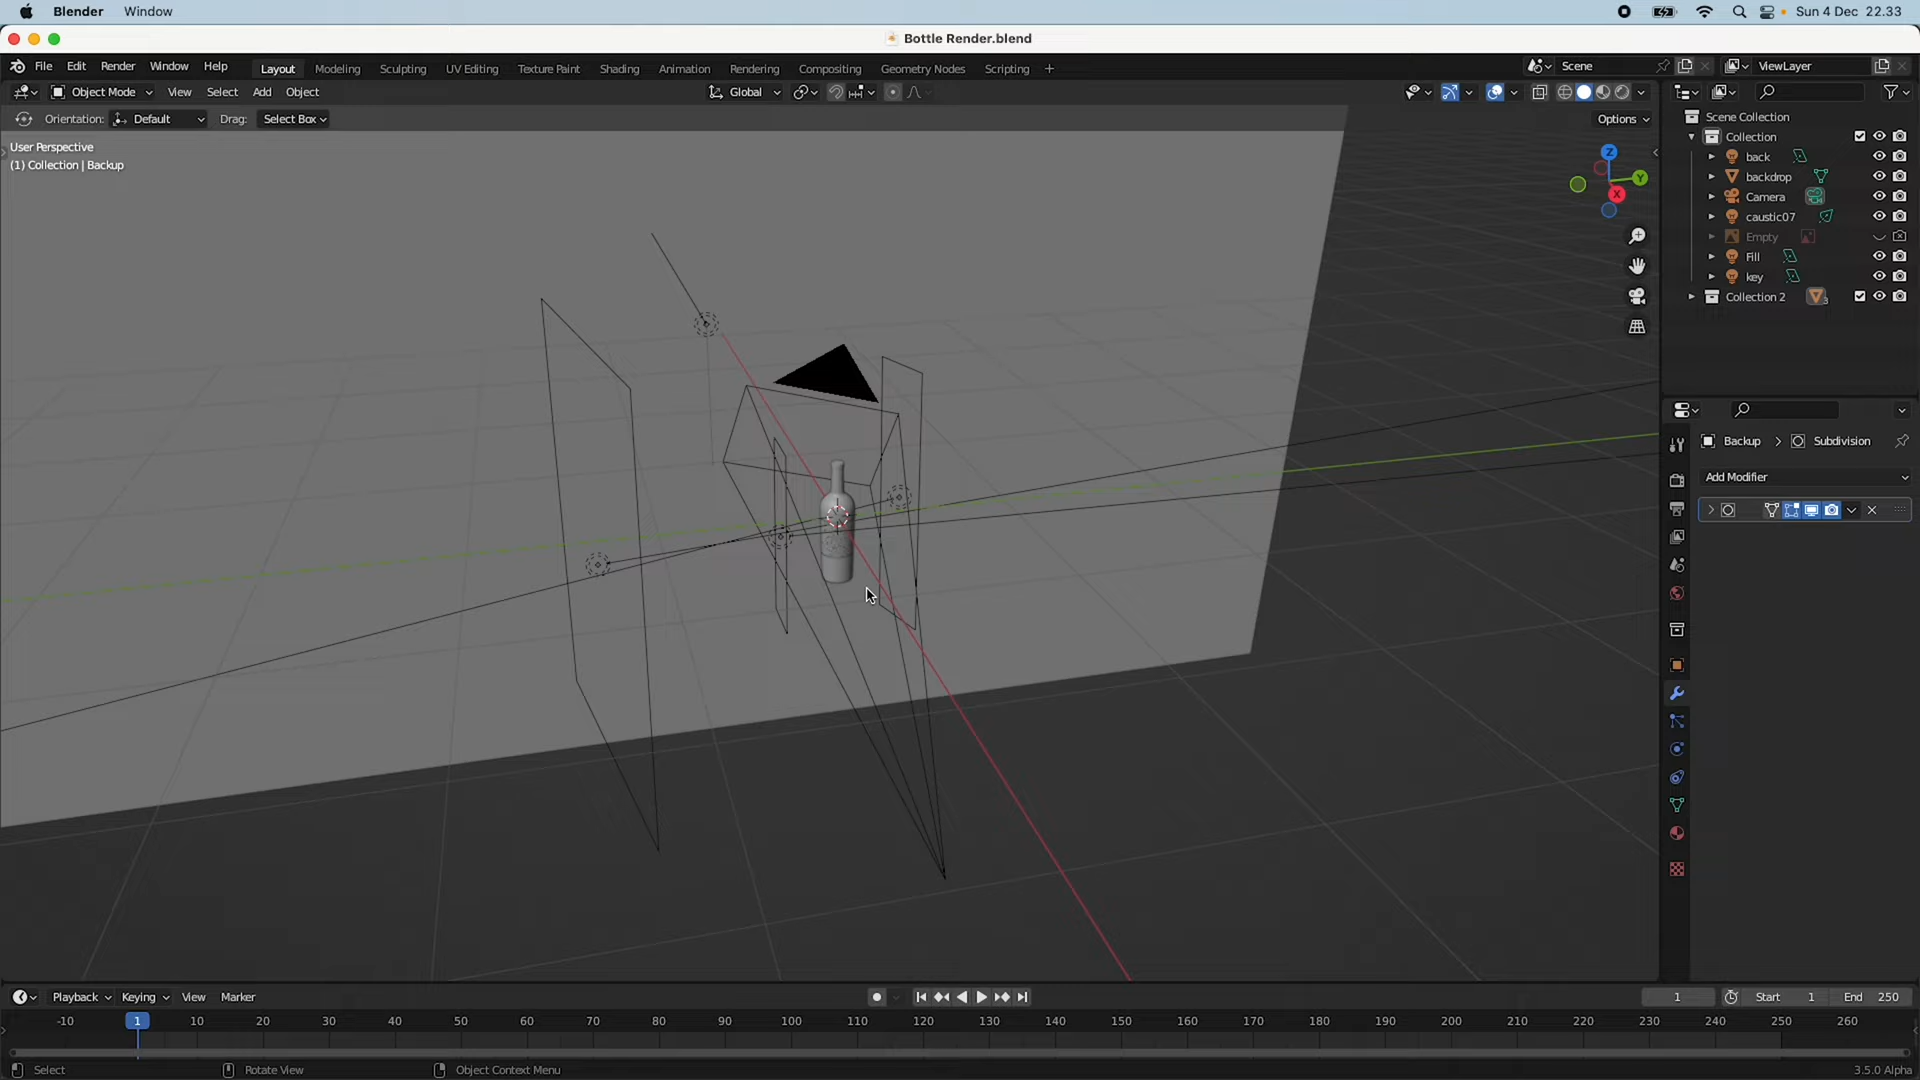 Blender Window Sun 4 Dec 22.33
Bottle Render.blend
File Edit Render Window Help Layout Modeling Sculpting UV Editing Texture Paint Shading Animation Rendering Compositing Geometry Nodes Scripting + Scene ViewLayer
Object Mode View Select Add Object Global
Orientation: Default Drag: Select Box Options
User Perspective
(1) Collection | Backup
Z
Y
X
Scene Collection
Collection
back
backdrop
Camera
caustic07
Empty
Fill
key
Collection 2 3
Backup > Subdivision
Add Modifier
Playback Keying View Marker 1 Start 1 End 250
-10 1 10 20 30 40 50 60 70 80 90 100 110 120 130 140 150 160 170 180 190 200 210 220 230 240 250 260
Select Rotate View Object Context Menu 3.5.0 Alpha